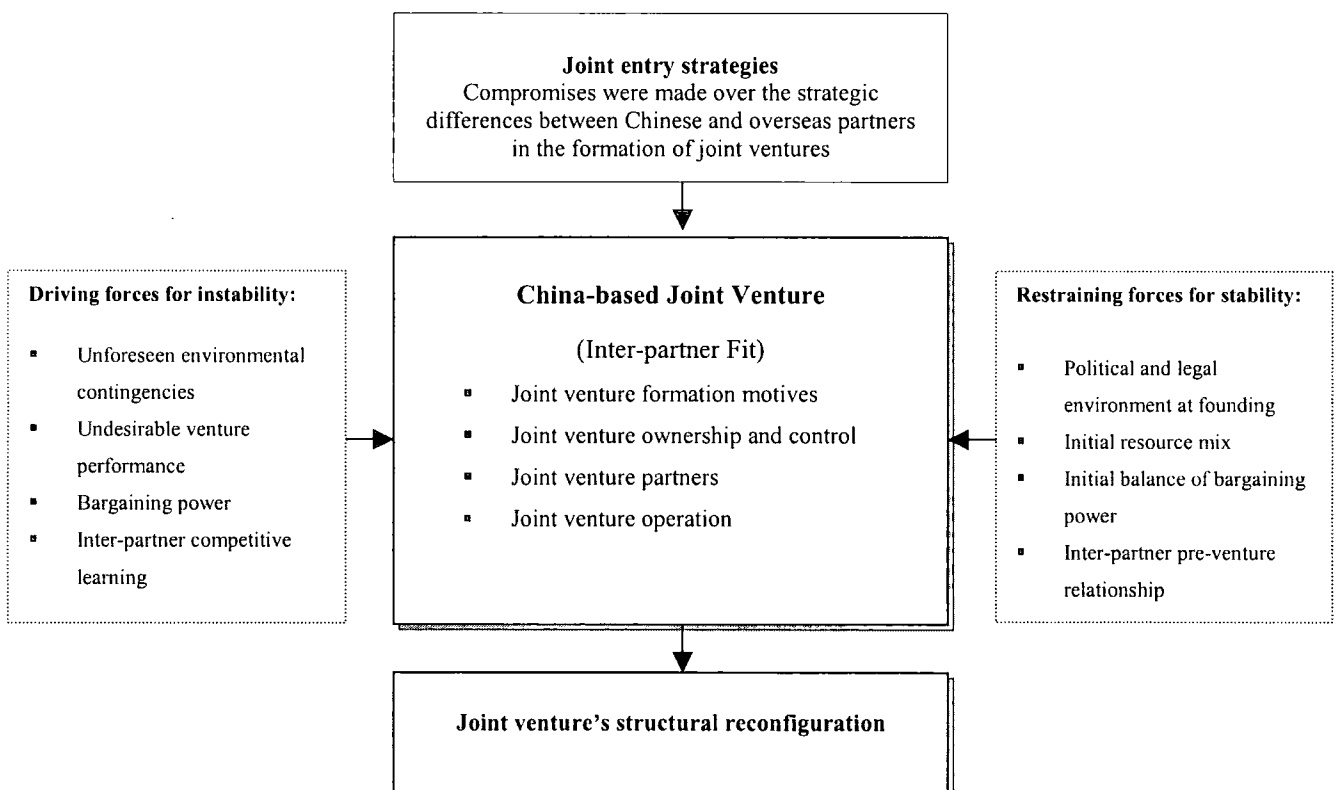 Joint entry strategies
Compromises were made over the strategic
differences between Chinese and overseas partners
in the formation of joint ventures
Driving forces for instability:
▪ Unforeseen environmental
contingencies
▪ Undesirable venture
performance
▪ Bargaining power
▪ Inter-partner competitive
learning
China-based Joint Venture
(Inter-partner Fit)
▪ Joint venture formation motives
▪ Joint venture ownership and control
▪ Joint venture partners
▪ Joint venture operation
Restraining forces for stability:
▪ Political and legal
environment at founding
▪ Initial resource mix
▪ Initial balance of bargaining
power
▪ Inter-partner pre-venture
relationship
Joint venture's structural reconfiguration